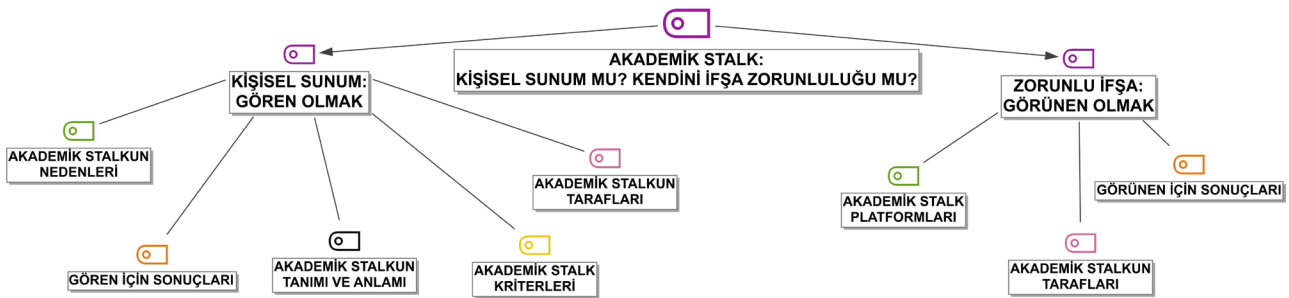 AKADEMİK STALK:
KİŞİSEL SUNUM MU? KENDİNİ İFŞA ZORUNLULUĞU MU?
KİŞİSEL SUNUM:
GÖREN OLMAK
ZORUNLU İFŞA:
GÖRÜNEN OLMAK
AKADEMİK STALKUN
NEDENLERİ
GÖREN İÇİN SONUÇLARI
AKADEMİK STALKUN
TANIMI VE ANLAMI
AKADEMİK STALK
KRİTERLERİ
AKADEMİK STALKUN
TARAFLARI
AKADEMİK STALK
PLATFORMLARI
AKADEMİK STALKUN
TARAFLARI
GÖRÜNEN İÇİN SONUÇLARI